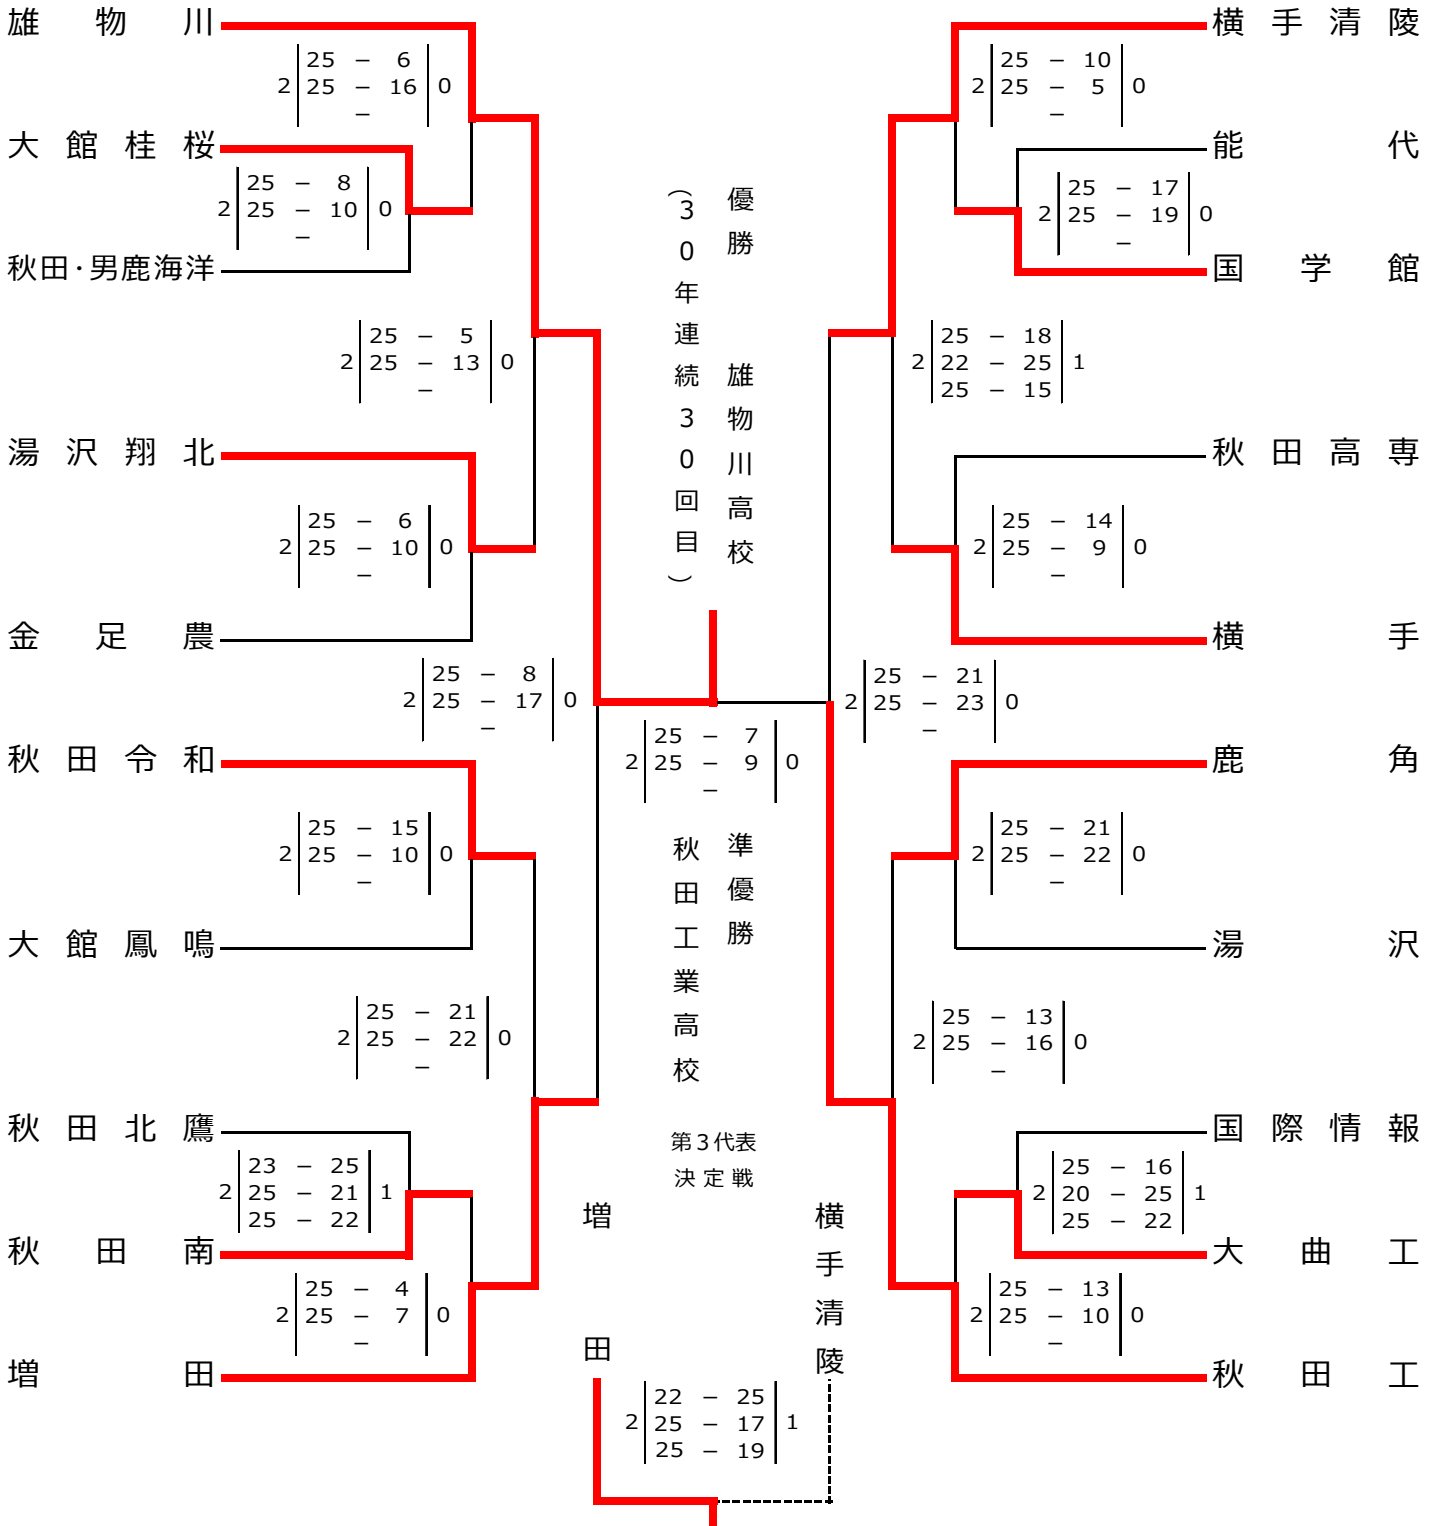 雄物川
2 25 - 6 0
25 - 16
-
大館桂桜
2 25 - 8 0
25 - 10
-
秋田・男鹿海洋
2 25 - 5 0
25 - 13
-
湯沢翔北
2 25 - 6 0
25 - 10
-
金足農
2 25 - 8 0
25 - 17
-
秋田令和
2 25 - 15 0
25 - 10
-
大館鳳鳴
2 25 - 21 0
25 - 22
-
秋田北鷹
2 23 - 25 1
25 - 21
25 - 22
秋田南
2 25 - 4 0
25 - 7
-
増田
優勝 雄物川高校
(30年連続30回目)
2 25 - 7 0
25 - 9
-
準優勝
秋田工業高校
第3代表
決定戦
増田
横手清陵
2 22 - 25 1
25 - 17
25 - 19
横手清陵
2 25 - 10 0
25 - 5
-
能代
2 25 - 17 0
25 - 19
-
国学館
2 25 - 18 1
22 - 25
25 - 15
秋田高専
2 25 - 14 0
25 - 9
-
横手
2 25 - 21 0
25 - 23
-
鹿角
2 25 - 21 0
25 - 22
-
湯沢
2 25 - 13 0
25 - 16
-
国際情報
2 25 - 16 1
20 - 25
25 - 22
大曲工
2 25 - 13 0
25 - 10
-
秋田工